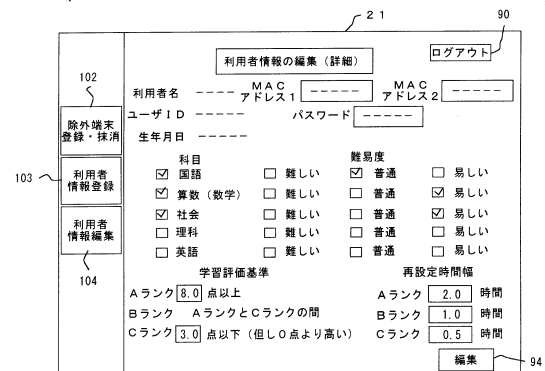 21
90
利用者情報の編集(詳細)
ログアウト
102
除外端末
登録・抹消
103
利用者
情報登録
利用者
情報編集
104
利用者名 ---- MAC アドレス1 ----- MAC アドレス2 -----
ユーザID ---- パスワード -----
生年月日 -----
科目 難易度
☑ 国語 □ 難しい ☑ 普通 □ 易しい
☑ 算数(数学) □ 難しい □ 普通 ☑ 易しい
☑ 社会 □ 難しい □ 普通 ☑ 易しい
□ 理科 □ 難しい □ 普通 □ 易しい
□ 英語 □ 難しい □ 普通 □ 易しい
学習評価基準 再設定時間幅
Aランク 8.0 点以上 Aランク 2.0 時間
Bランク AランクとCランクの間 Bランク 1.0 時間
Cランク 3.0 点以下(但し0点より高い) Cランク 0.5 時間
編集
94